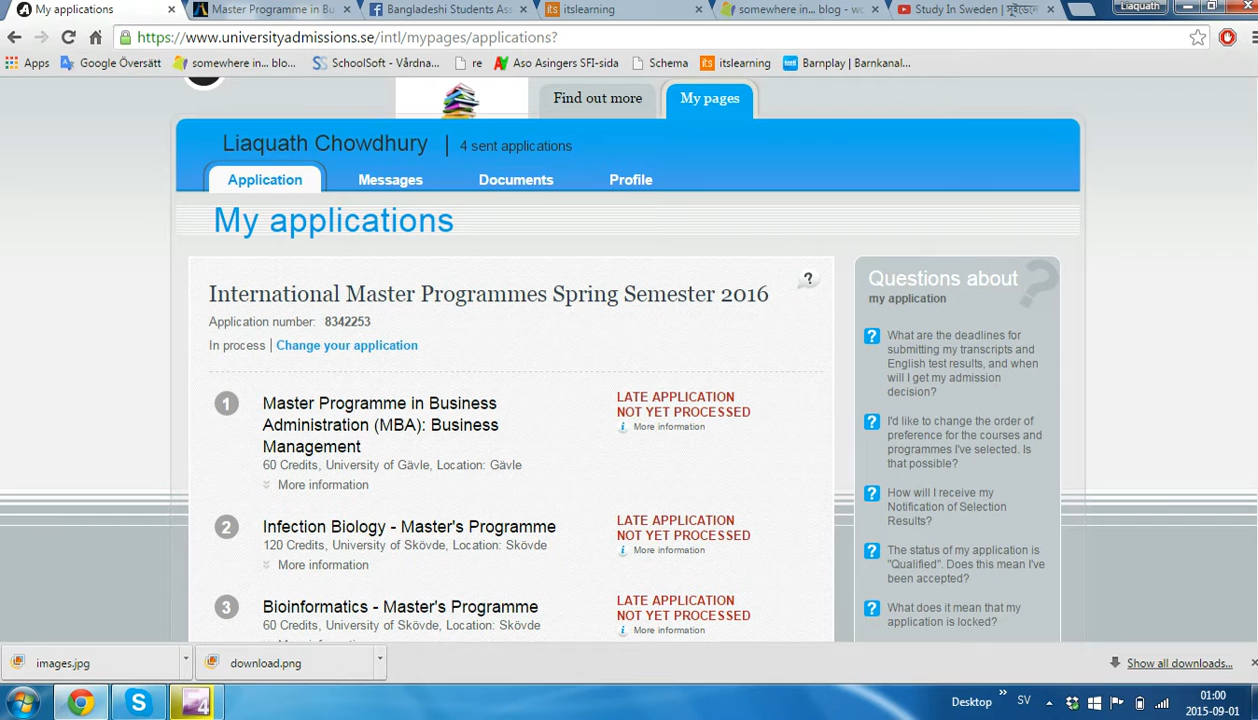 My applications
Master Programme in Bu
Bangladeshi Students Ass
itslearning
somewhere in... blog - wo
Study In Sweden |
Liaquath
https://www.universityadmissions.se/intl/mypages/applications?
Apps
Google Översätt
somewhere in... blo...
SchoolSoft - Vårdna...
re
Aso Asingers SFI-sida
Schema
itslearning
Barnplay | Barnkanal...
Find out more
My pages
Liaquath Chowdhury | 4 sent applications
Application
Messages
Documents
Profile
My applications
International Master Programmes Spring Semester 2016
Application number: 8342253
In process | Change your application
1
Master Programme in Business
Administration (MBA): Business
Management
60 Credits, University of Gävle, Location: Gävle
More information
LATE APPLICATION
NOT YET PROCESSED
More information
2
Infection Biology - Master's Programme
120 Credits, University of Skövde, Location: Skövde
More information
LATE APPLICATION
NOT YET PROCESSED
More information
3
Bioinformatics - Master's Programme
60 Credits, University of Skövde, Location: Skövde
LATE APPLICATION
NOT YET PROCESSED
More information
Questions about
my application
What are the deadlines for
submitting my transcripts and
English test results, and when
will I get my admission
decision?
I'd like to change the order of
preference for the courses and
programmes I've selected. Is
that possible?
How will I receive my
Notification of Selection
Results?
The status of my application is
"Qualified". Does this mean I've
been accepted?
What does it mean that my
application is locked?
images.jpg
download.png
Show all downloads...
Desktop
SV
01:00
2015-09-01